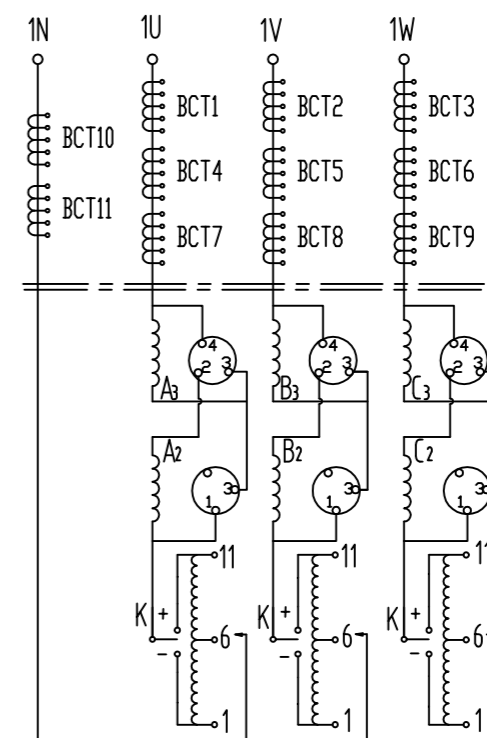 1N 1U 1V 1W
BCT1 BCT2 BCT3
BCT10
BCT4 BCT5 BCT6
BCT11
BCT7 BCT8 BCT9
4 4 4
2 3 2 3 2 3
A3 B3 C3
A2 B2 C2
3 3 3
1 1 1
11 11 11
K + K + K +
6 6 6
- - -
1 1 1